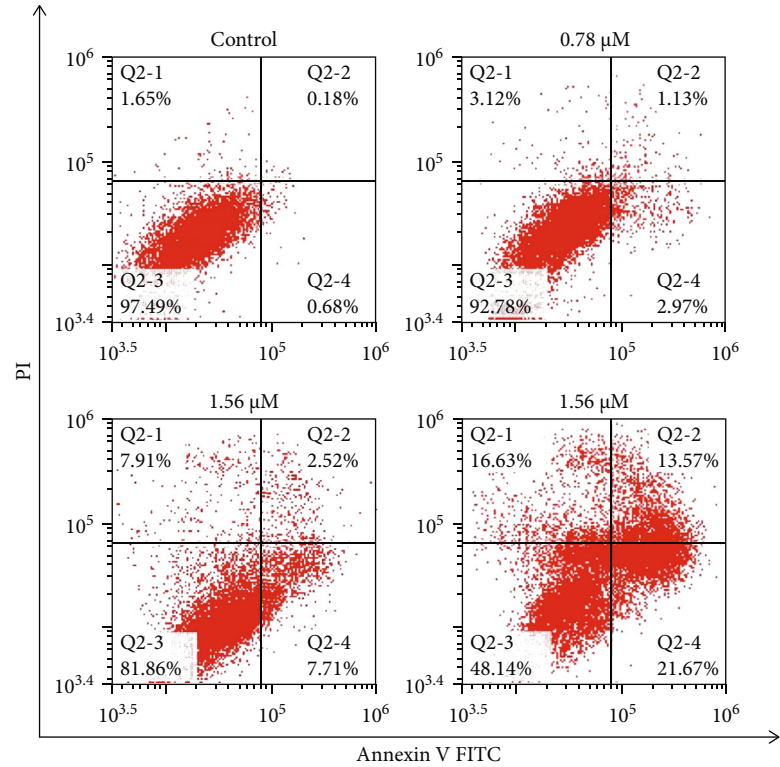 Control
10^6
Q2-1
1.65%
Q2-2
0.18%
10^5
Q2-3
97.49%
Q2-4
0.68%
10^3.4
10^3.5
10^5
10^6
0.78 µM
10^6
Q2-1
3.12%
Q2-2
1.13%
10^5
Q2-3
92.78%
Q2-4
2.97%
10^3.4
10^3.5
10^5
10^6
PI
1.56 µM
10^6
Q2-1
7.91%
Q2-2
2.52%
10^5
Q2-3
81.86%
Q2-4
7.71%
10^3.4
10^3.5
10^5
10^6
1.56 µM
10^6
Q2-1
16.63%
Q2-2
13.57%
10^5
Q2-3
48.14%
Q2-4
21.67%
10^3.4
10^3.5
10^5
10^6
Annexin V FITC